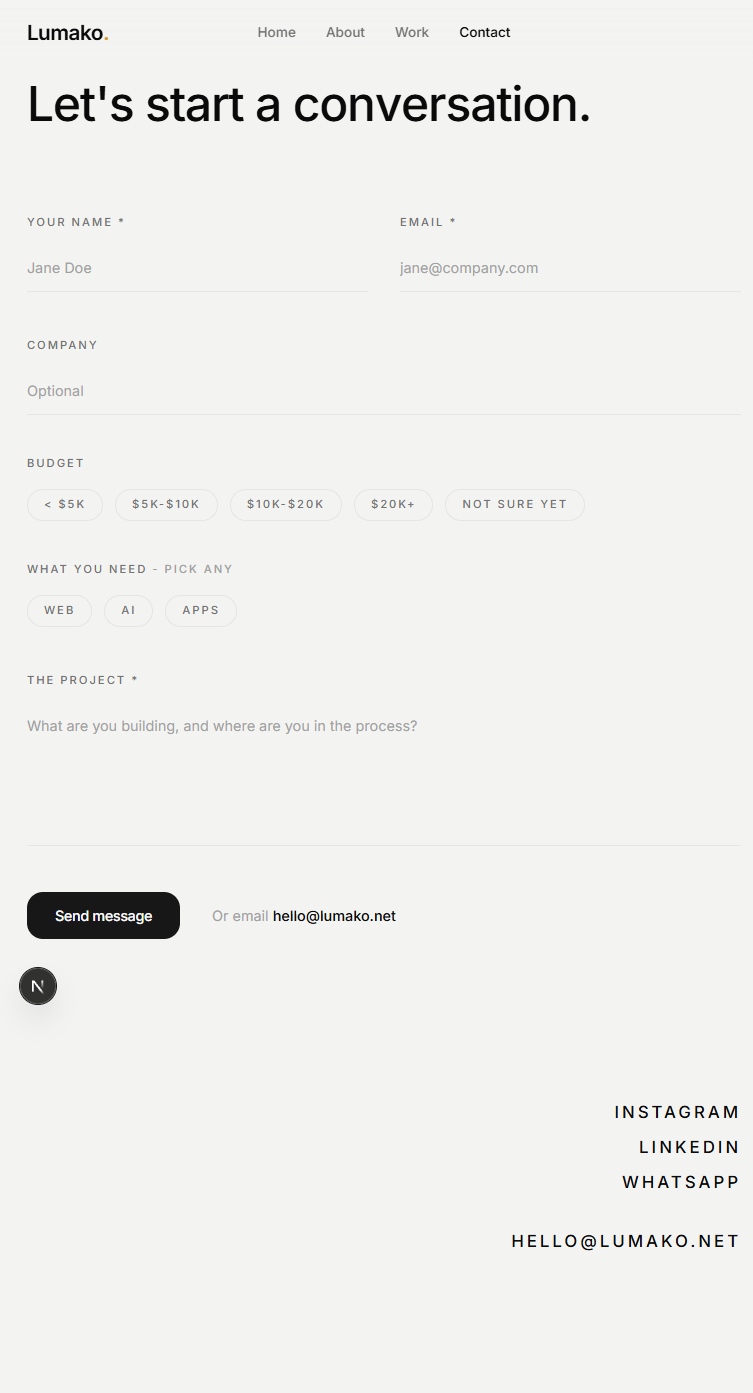 Lumako.
Home About Work Contact
Let's start a conversation.
YOUR NAME * EMAIL *
Jane Doe jane@company.com
COMPANY
Optional
BUDGET
< $5K $5K-$10K $10K-$20K $20K+ NOT SURE YET
WHAT YOU NEED - PICK ANY
WEB AI APPS
THE PROJECT *
What are you building, and where are you in the process?
Send message Or email hello@lumako.net
N
INSTAGRAM
LINKEDIN
WHATSAPP
HELLO@LUMAKO.NET